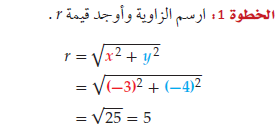 الخطوة 1: ارسم الزاوية وأوجد قيمة r.
r = √(x² + y²)
= √((−3)² + (−4)²)
= √25 = 5